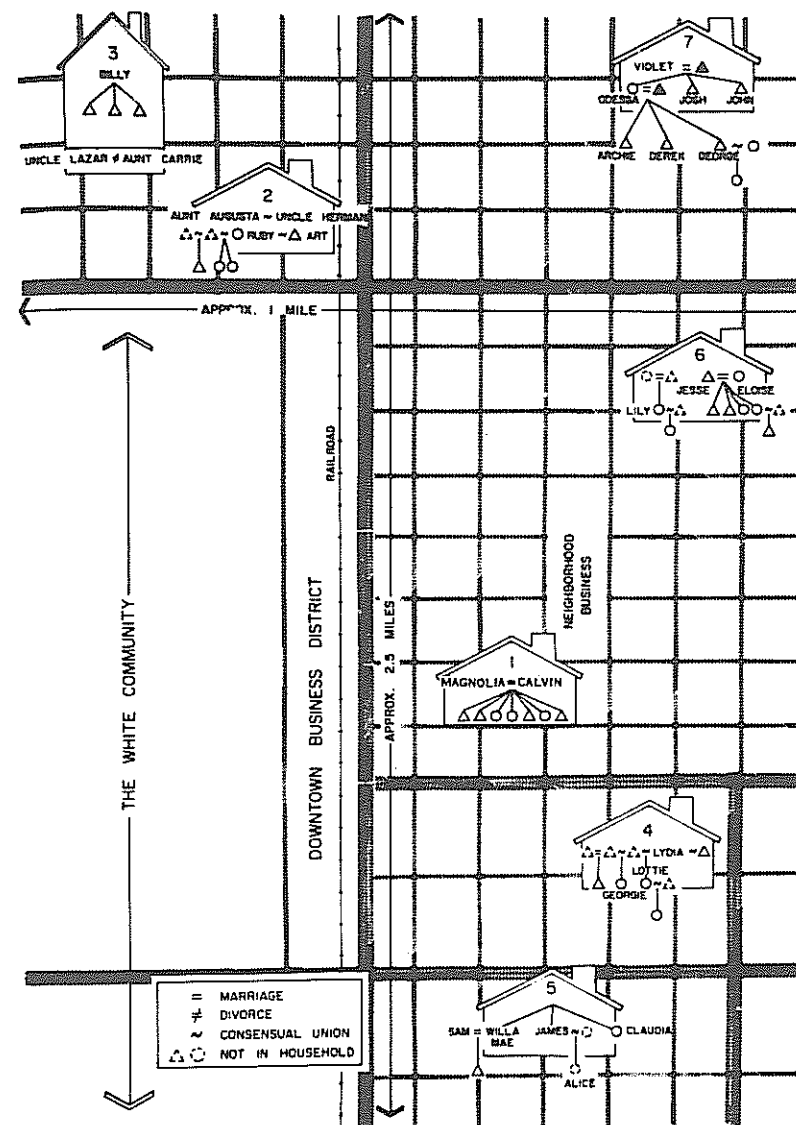 3
BILLY
UNCLE LAZAR ≠ AUNT CARRIE
2
AUNT AUGUSTA ~ UNCLE HERMAN
RUBY ~ ART
7
VIOLET =
ODESSA = JOSH JOHN
ARCHIE DEREK GEORGE ~
APPROX. 1 MILE
6
= JESSE = ELOISE
LILY ~ ~
RAILROAD
THE WHITE COMMUNITY
DOWNTOWN BUSINESS DISTRICT
APPROX. 2.5 MILES
NEIGHBORHOOD
BUSINESS
1
MAGNOLIA = CALVIN
4
= ~ ~ LYDIA ~
LOTTIE
GEORGIE ~
5
SAM = WILLA
MAE
JAMES ~
CLAUDIA
ALICE
= MARRIAGE
≠ DIVORCE
~ CONSENSUAL UNION
NOT IN HOUSEHOLD